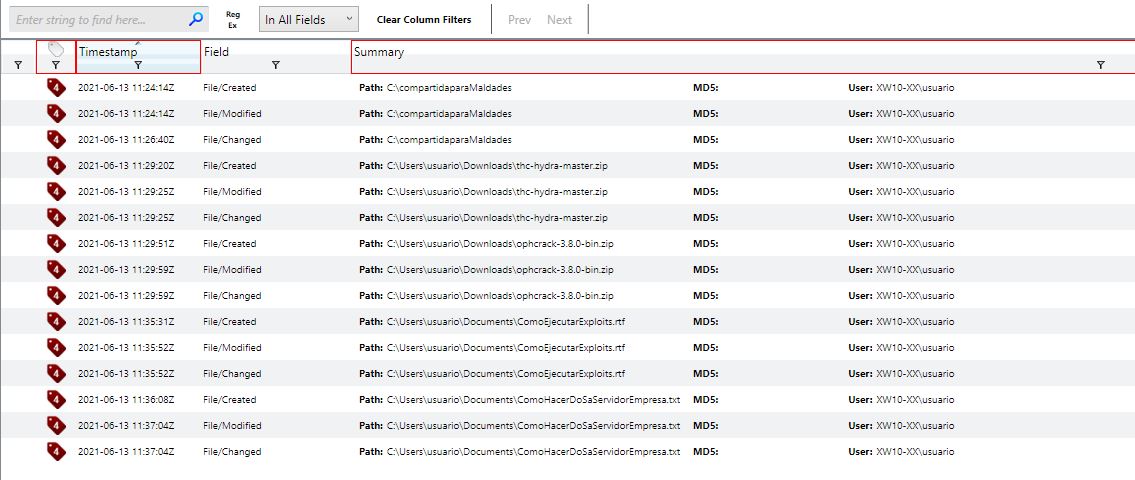 Enter string to find here...
Reg Ex
In All Fields
Clear Column Filters
Prev Next
Timestamp Field Summary
4 2021-06-13 11:24:14Z File/Created Path: C:\compartidaparaMaldades MD5: User: XW10-XX\usuario
4 2021-06-13 11:24:14Z File/Modified Path: C:\compartidaparaMaldades MD5: User: XW10-XX\usuario
4 2021-06-13 11:26:40Z File/Changed Path: C:\compartidaparaMaldades MD5: User: XW10-XX\usuario
4 2021-06-13 11:29:20Z File/Created Path: C:\Users\usuario\Downloads\thc-hydra-master.zip MD5: User: XW10-XX\usuario
4 2021-06-13 11:29:25Z File/Modified Path: C:\Users\usuario\Downloads\thc-hydra-master.zip MD5: User: XW10-XX\usuario
4 2021-06-13 11:29:25Z File/Changed Path: C:\Users\usuario\Downloads\thc-hydra-master.zip MD5: User: XW10-XX\usuario
4 2021-06-13 11:29:51Z File/Created Path: C:\Users\usuario\Downloads\ophcrack-3.8.0-bin.zip MD5: User: XW10-XX\usuario
4 2021-06-13 11:29:59Z File/Modified Path: C:\Users\usuario\Downloads\ophcrack-3.8.0-bin.zip MD5: User: XW10-XX\usuario
4 2021-06-13 11:29:59Z File/Changed Path: C:\Users\usuario\Downloads\ophcrack-3.8.0-bin.zip MD5: User: XW10-XX\usuario
4 2021-06-13 11:35:31Z File/Created Path: C:\Users\usuario\Documents\ComoEjecutarExploits.rtf MD5: User: XW10-XX\usuario
4 2021-06-13 11:35:52Z File/Modified Path: C:\Users\usuario\Documents\ComoEjecutarExploits.rtf MD5: User: XW10-XX\usuario
4 2021-06-13 11:35:52Z File/Changed Path: C:\Users\usuario\Documents\ComoEjecutarExploits.rtf MD5: User: XW10-XX\usuario
4 2021-06-13 11:36:08Z File/Created Path: C:\Users\usuario\Documents\ComoHacerDoSaServidorEmpresa.txt MD5: User: XW10-XX\usuario
4 2021-06-13 11:37:04Z File/Modified Path: C:\Users\usuario\Documents\ComoHacerDoSaServidorEmpresa.txt MD5: User: XW10-XX\usuario
4 2021-06-13 11:37:04Z File/Changed Path: C:\Users\usuario\Documents\ComoHacerDoSaServidorEmpresa.txt MD5: User: XW10-XX\usuario